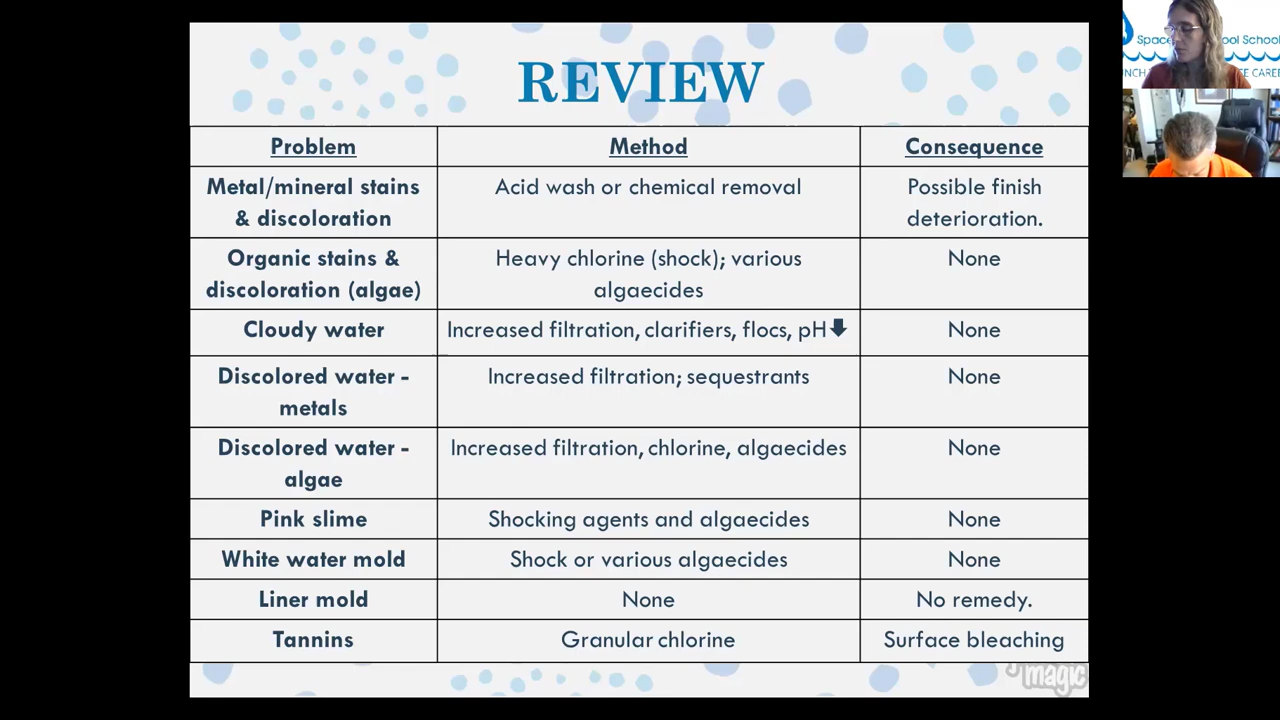 REVIEW
Problem Method Consequence
Metal/mineral stains & discoloration Acid wash or chemical removal Possible finish deterioration.
Organic stains & discoloration (algae) Heavy chlorine (shock); various algaecides None
Cloudy water Increased filtration, clarifiers, flocs, pH⬇ None
Discolored water - metals Increased filtration; sequestrants None
Discolored water - algae Increased filtration, chlorine, algaecides None
Pink slime Shocking agents and algaecides None
White water mold Shock or various algaecides None
Liner mold None No remedy.
Tannins Granular chlorine Surface bleaching
magic
Space ool School